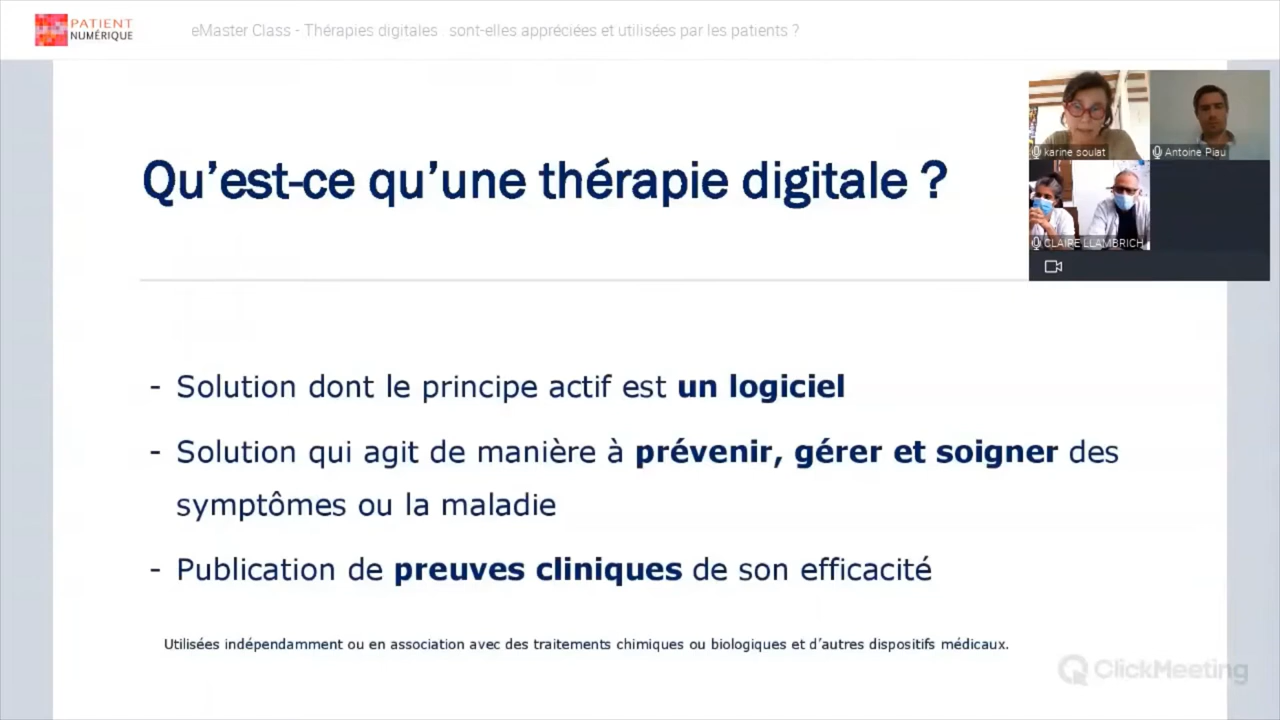 PATIENT
NUMÉRIQUE
eMaster Class - Thérapies digitales : sont-elles appréciées et utilisées par les patients ?
karine soulat
Antoine Piau
CLAIRE LLAMBRICH
Qu'est-ce qu'une thérapie digitale ?
- Solution dont le principe actif est un logiciel
- Solution qui agit de manière à prévenir, gérer et soigner des
symptômes ou la maladie
- Publication de preuves cliniques de son efficacité
Utilisées indépendamment ou en association avec des traitements chimiques ou biologiques et d'autres dispositifs médicaux.
ClickMeeting